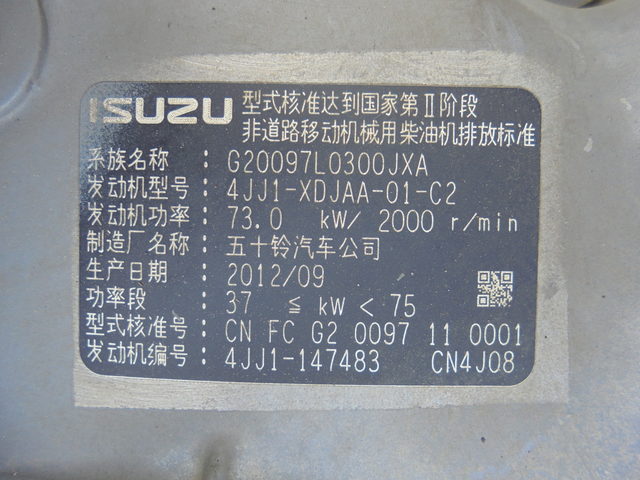 ISUZU 型式核准达到国家第Ⅱ阶段
非道路移动机械用柴油机排放标准
系族名称： G20097L0300JXA
发动机型号： 4JJ1-XDJAA-01-C2
发动机功率： 73.0 kW/ 2000 r/min
制造厂名称： 五十铃汽车公司
生产日期： 2012/09
功率段： 37 ≦ kW < 75
型式核准号： CN FC G2 0097 11 0001
发动机编号： 4JJ1-147483 CN4J08